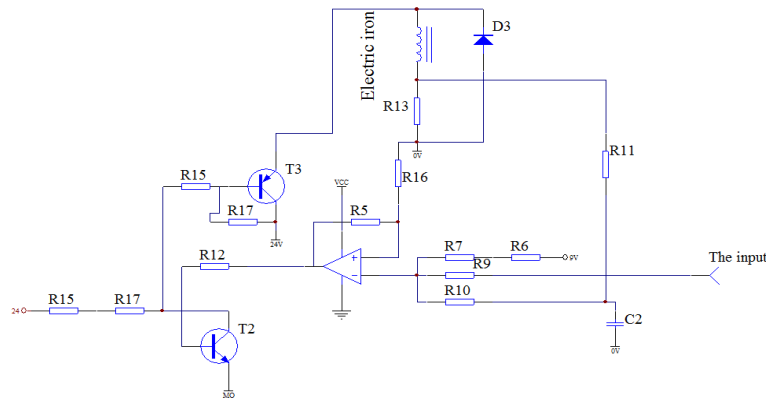 D3
Electric iron
R13
0V
R11
R16
T3
R15
VCC
R17
24V
R5
+
−
R7
R6
9V
The input
R12
R9
R10
R15
R17
24
T2
C2
0V
MO